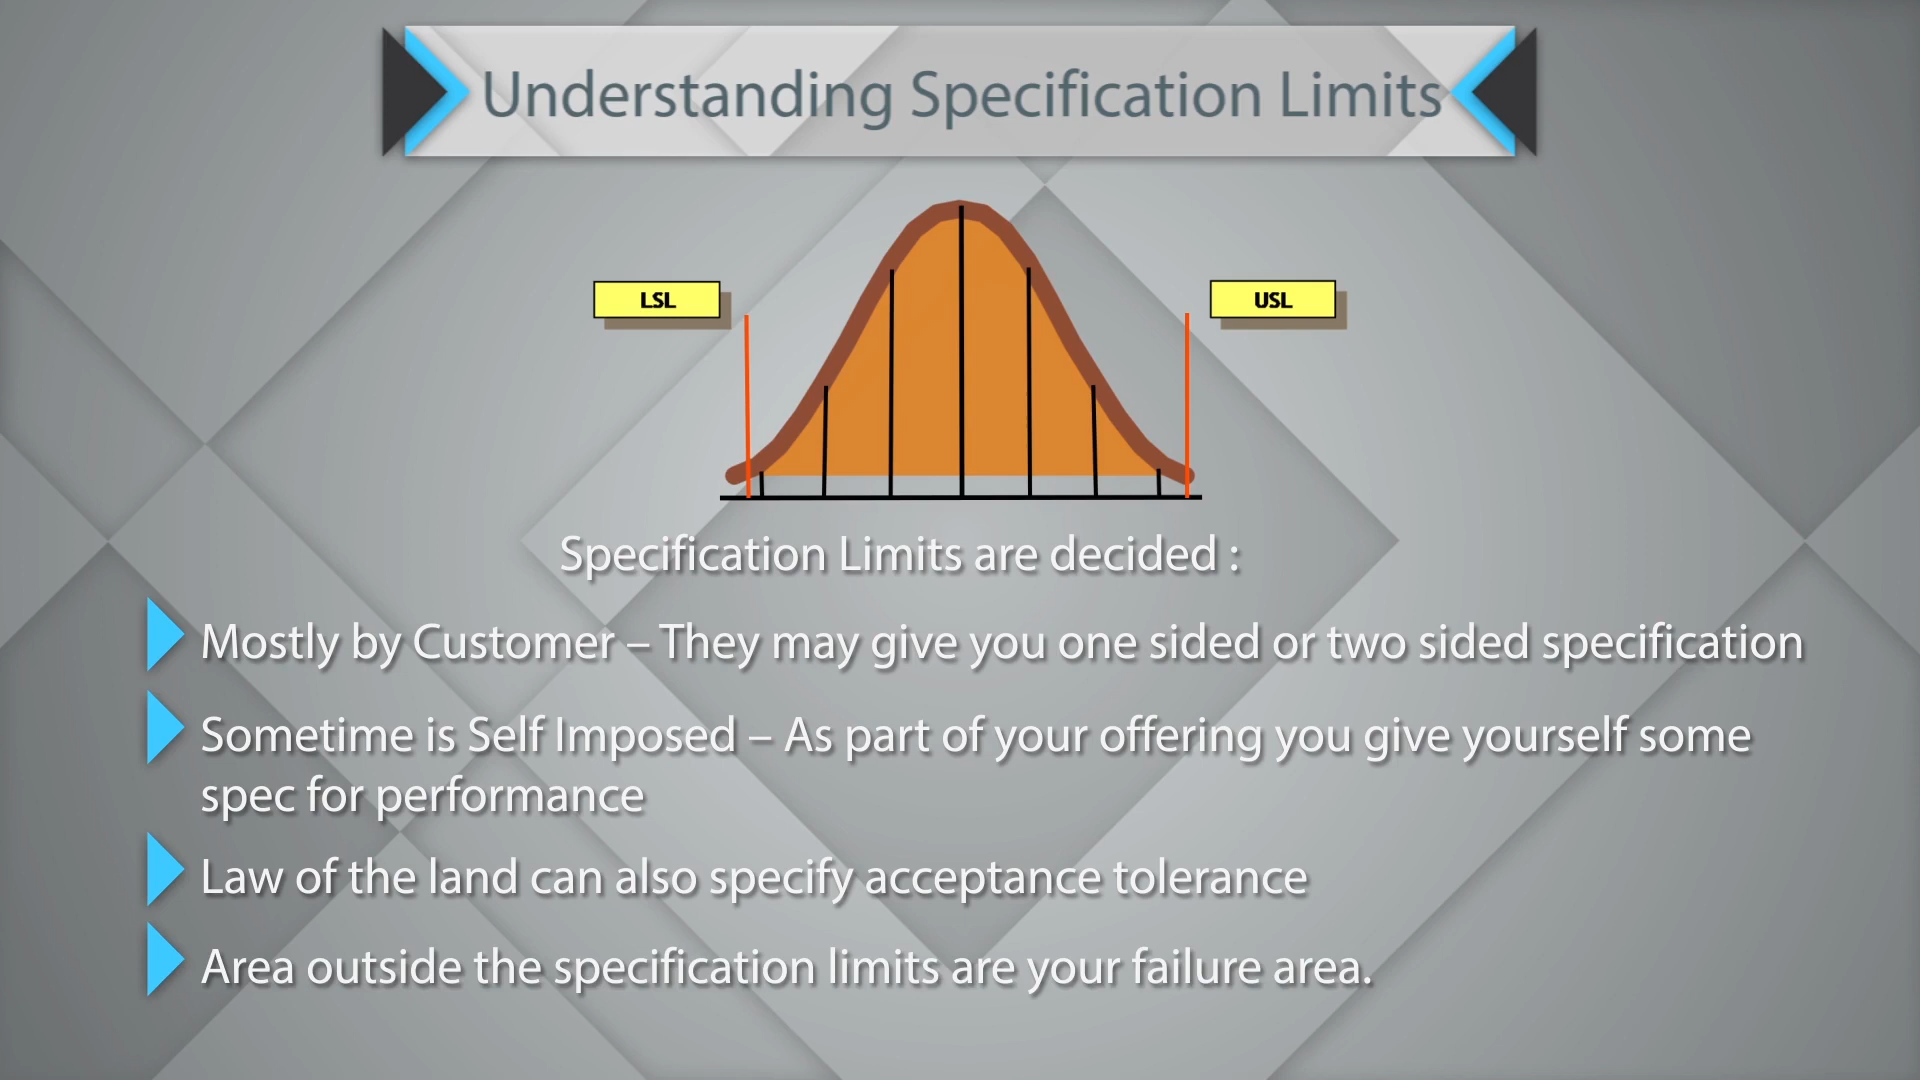 Understanding Specification Limits
LSL
USL
Specification Limits are decided :
Mostly by Customer – They may give you one sided or two sided specification
Sometime is Self Imposed – As part of your offering you give yourself some
spec for performance
Law of the land can also specify acceptance tolerance
Area outside the specification limits are your failure area.